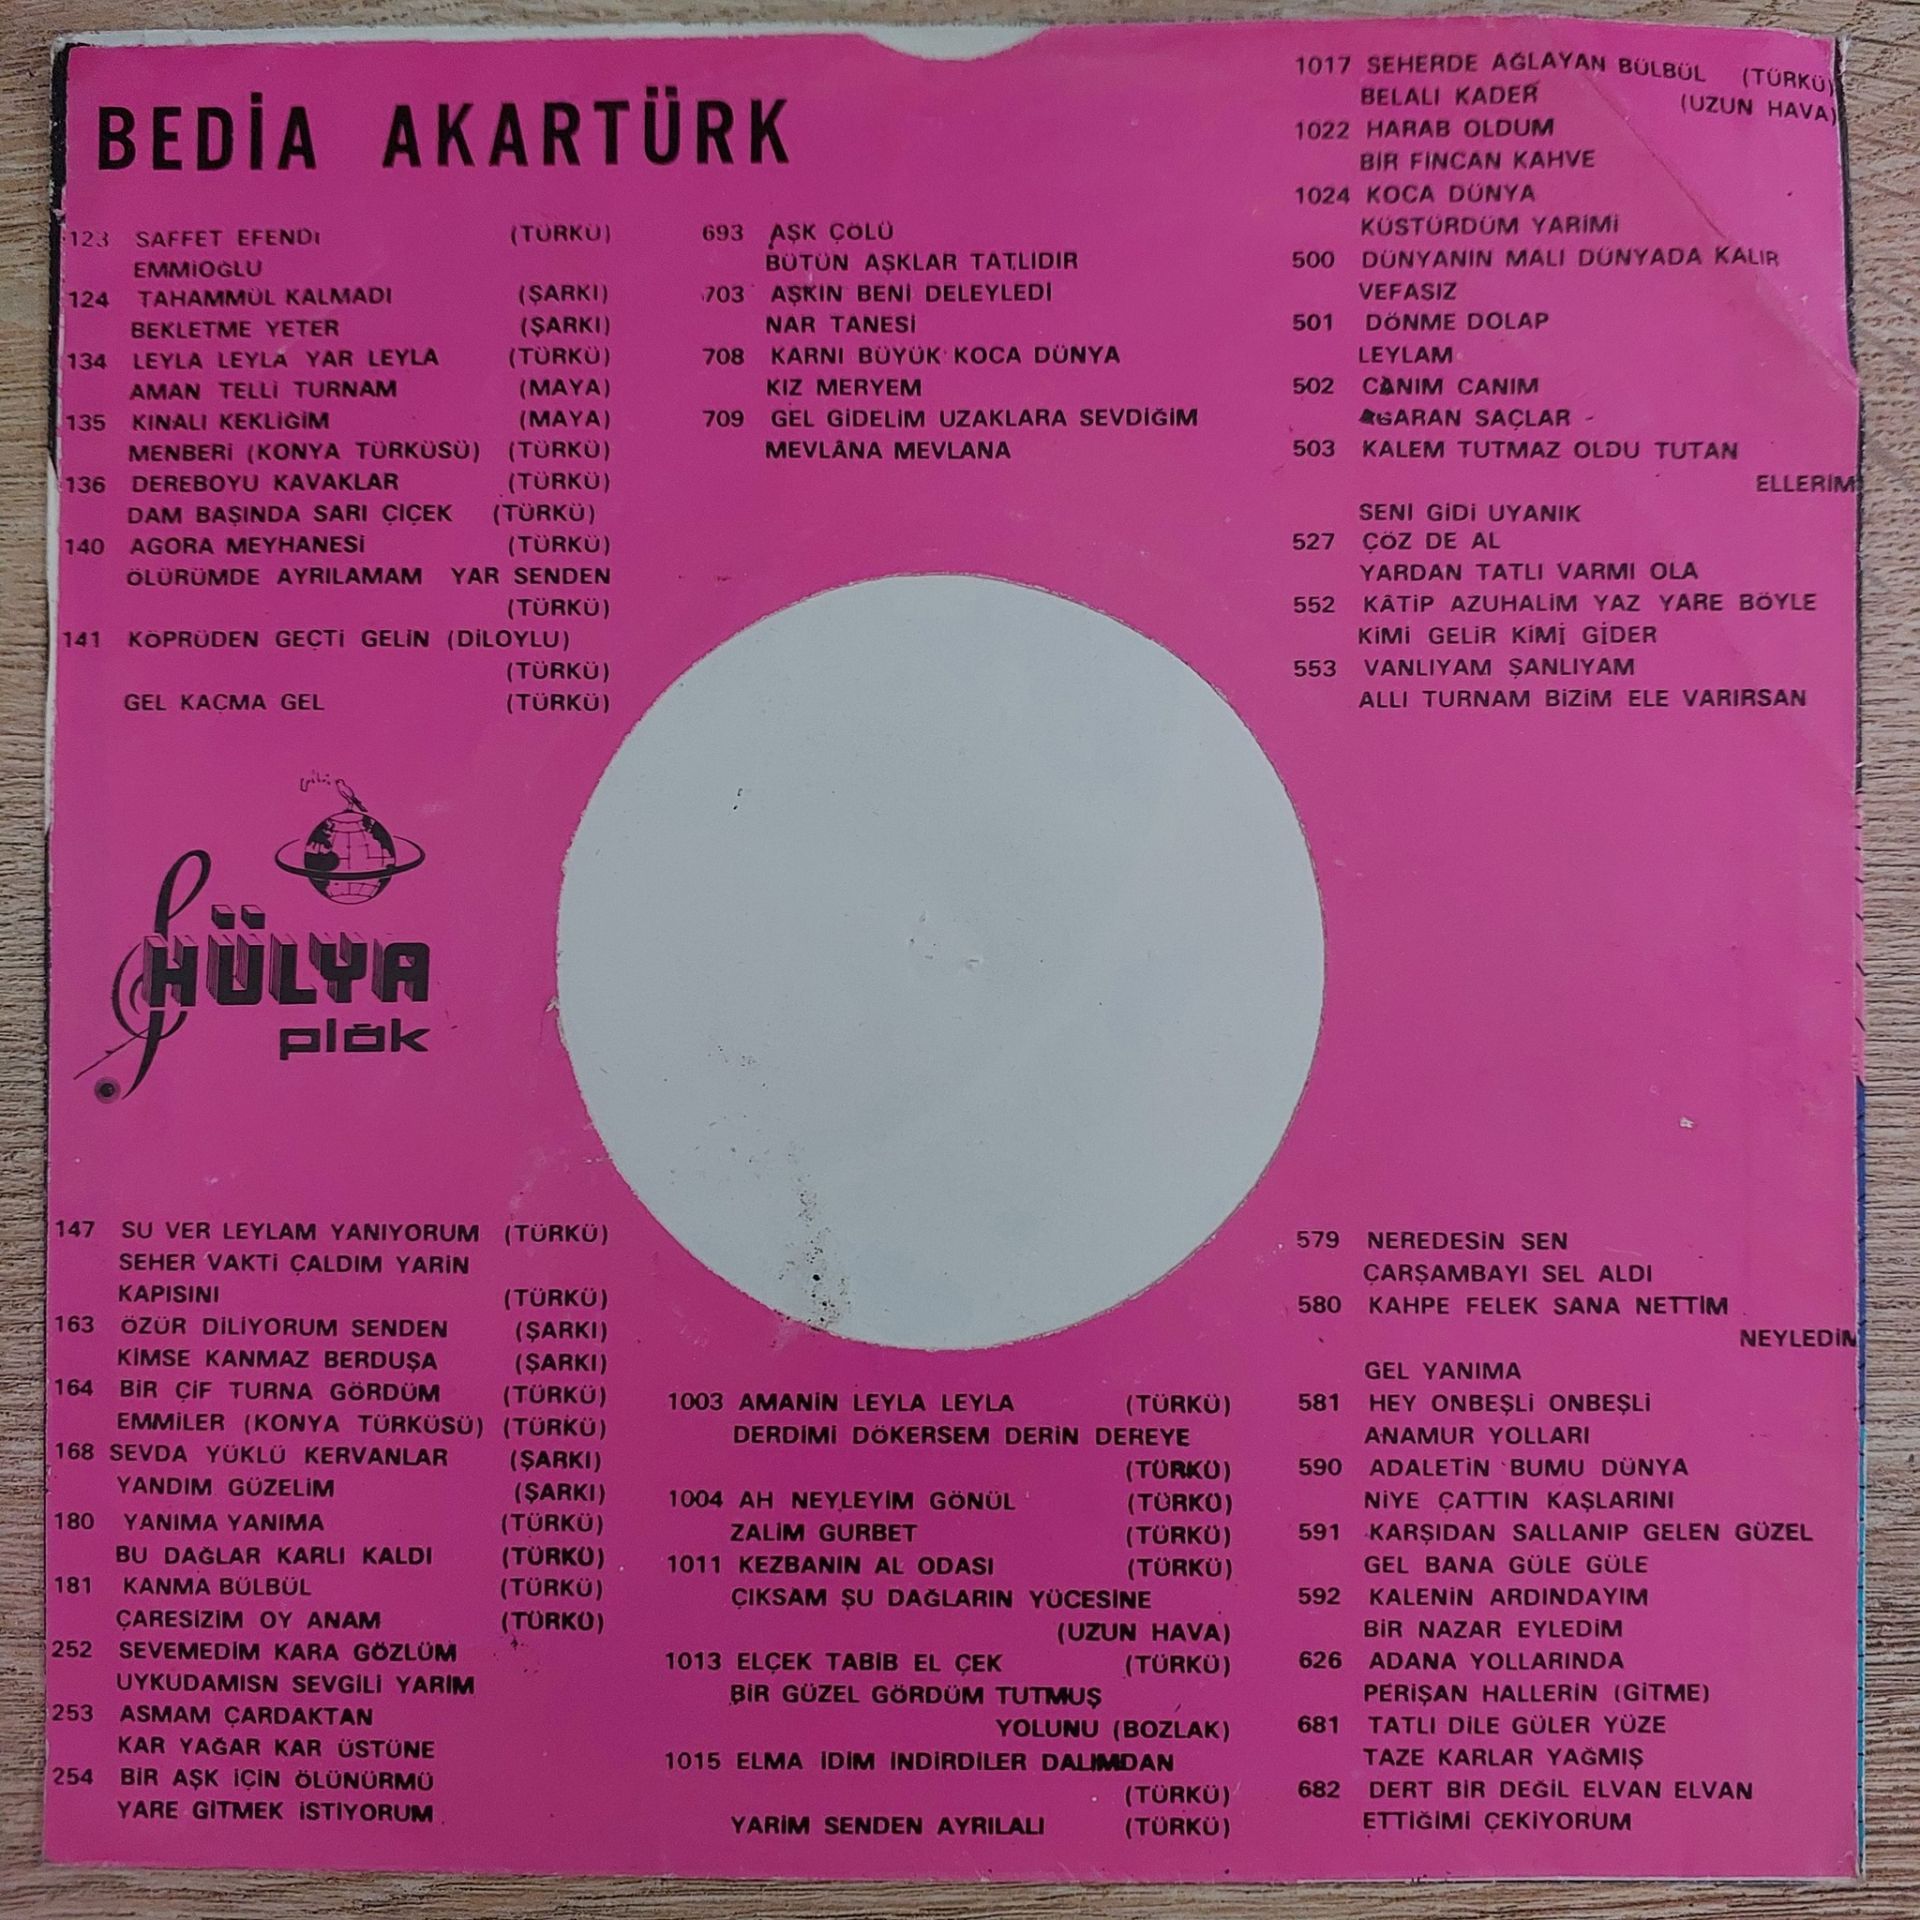 BEDİA AKARTÜRK
123 SAFFET EFENDİ (TÜRKÜ)
EMMİOĞLU
124 TAHAMMÜL KALMADI (ŞARKI)
BEKLETME YETER (ŞARKI)
134 LEYLA LEYLA YAR LEYLA (TÜRKÜ)
AMAN TELLİ TURNAM (MAYA)
135 KINALI KEKLİĞİM (MAYA)
MENBERİ (KONYA TÜRKÜSÜ) (TÜRKÜ)
136 DEREBOYU KAVAKLAR (TÜRKÜ)
DAM BAŞINDA SARI ÇİÇEK (TÜRKÜ)
140 AGORA MEYHANESİ (TÜRKÜ)
ÖLÜRÜMDE AYRILAMAM YAR SENDEN
(TÜRKÜ)
141 KÖPRÜDEN GEÇTİ GELİN (DİLOYLU)
(TÜRKÜ)
GEL KAÇMA GEL (TÜRKÜ)
HÜLYA
plâk
147 SU VER LEYLAM YANIYORUM (TÜRKÜ)
SEHER VAKTİ ÇALDIM YARİN
KAPISINI (TÜRKÜ)
163 ÖZÜR DİLİYORUM SENDEN (ŞARKI)
KİMSE KANMAZ BERDUŞA (ŞARKI)
164 BİR ÇİF TURNA GÖRDÜM (TÜRKÜ)
EMMİLER (KONYA TÜRKÜSÜ) (TÜRKÜ)
168 SEVDA YÜKLÜ KERVANLAR (ŞARKI)
YANDIM GÜZELİM (ŞARKI)
180 YANIMA YANIMA (TÜRKÜ)
BU DAĞLAR KARLI KALDI (TÜRKÜ)
181 KANMA BÜLBÜL (TÜRKÜ)
ÇARESİZİM OY ANAM (TÜRKÜ)
252 SEVEMEDİM KARA GÖZLÜM
UYKUDAMISN SEVGİLİ YARİM
253 ASMAM ÇARDAKTAN
KAR YAĞAR KAR ÜSTÜNE
254 BİR AŞK İÇİN ÖLÜNÜRMÜ
YARE GİTMEK İSTİYORUM
693 AŞK ÇÖLÜ
BÜTÜN AŞKLAR TATLIDIR
703 AŞKIN BENİ DELEYLEDİ
NAR TANESİ
708 KARNI BÜYÜK KOCA DÜNYA
KIZ MERYEM
709 GEL GİDELİM UZAKLARA SEVDİĞİM
MEVLÂNA MEVLANA
1003 AMANİN LEYLA LEYLA (TÜRKÜ)
DERDİMİ DÖKERSEM DERİN DEREYE
(TÜRKÜ)
1004 AH NEYLEYİM GÖNÜL (TÜRKÜ)
ZALİM GURBET (TÜRKÜ)
1011 KEZBANIN AL ODASI (TÜRKÜ)
ÇIKSAM ŞU DAĞLARIN YÜCESİNE
(UZUN HAVA)
1013 ELÇEK TABİB EL ÇEK (TÜRKÜ)
BİR GÜZEL GÖRDÜM TUTMUŞ
YOLUNU (BOZLAK)
1015 ELMA İDİM İNDİRDİLER DALIMDAN
(TÜRKÜ)
YARİM SENDEN AYRILALI (TÜRKÜ)
1017 SEHERDE AĞLAYAN BÜLBÜL (TÜRKÜ)
BELALI KADER (UZUN HAVA)
1022 HARAB OLDUM
BİR FİNCAN KAHVE
1024 KOCA DÜNYA
KÜSTÜRDÜM YARİMİ
500 DÜNYANIN MALI DÜNYADA KALIR
VEFASIZ
501 DÖNME DOLAP
LEYLAM
502 CANIM CANIM
AGARAN SAÇLAR
503 KALEM TUTMAZ OLDU TUTAN
ELLERİM
SENI GİDİ UYANIK
527 ÇÖZ DE AL
YARDAN TATLI VARMI OLA
552 KÂTİP AZUHALİM YAZ YARE BÖYLE
KİMİ GELİR KİMİ GİDER
553 VANLIYAM ŞANLIYAM
ALLI TURNAM BİZİM ELE VARIRSAN
579 NEREDESİN SEN
ÇARŞAMBAYI SEL ALDI
580 KAHPE FELEK SANA NETTİM
NEYLEDİM
GEL YANIMA
581 HEY ONBEŞLİ ONBEŞLİ
ANAMUR YOLLARI
590 ADALETİN BUMU DÜNYA
NİYE ÇATTIN KAŞLARINI
591 KARŞIDAN SALLANIP GELEN GÜZEL
GEL BANA GÜLE GÜLE
592 KALENİN ARDINDAYIM
BİR NAZAR EYLEDİM
626 ADANA YOLLARINDA
PERİŞAN HALLERİN (GİTME)
681 TATLI DİLE GÜLER YÜZE
TAZE KARLAR YAĞMIŞ
682 DERT BİR DEĞİL ELVAN ELVAN
ETTİĞİMİ ÇEKİYORUM